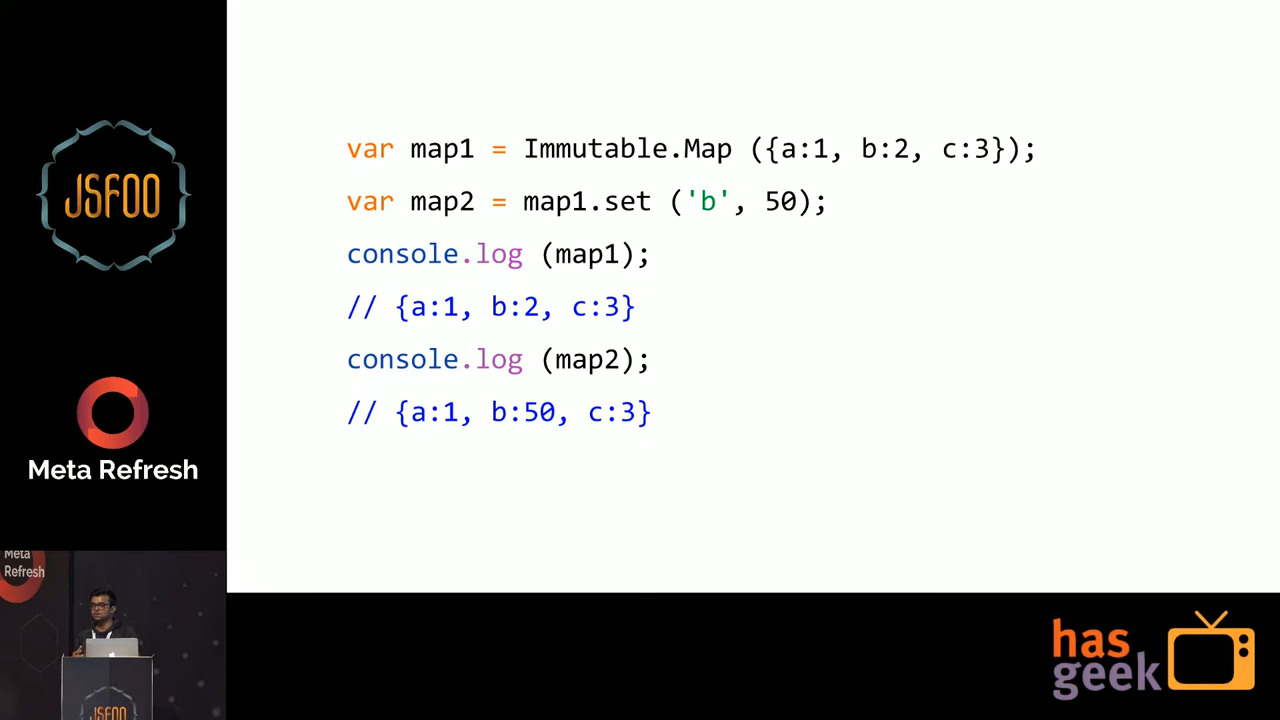 JSFOO
Meta Refresh
Meta
Refresh
JSFOO
var map1 = Immutable.Map ({a:1, b:2, c:3});
var map2 = map1.set ('b', 50);
console.log (map1);
// {a:1, b:2, c:3}
console.log (map2);
// {a:1, b:50, c:3}
has
geek